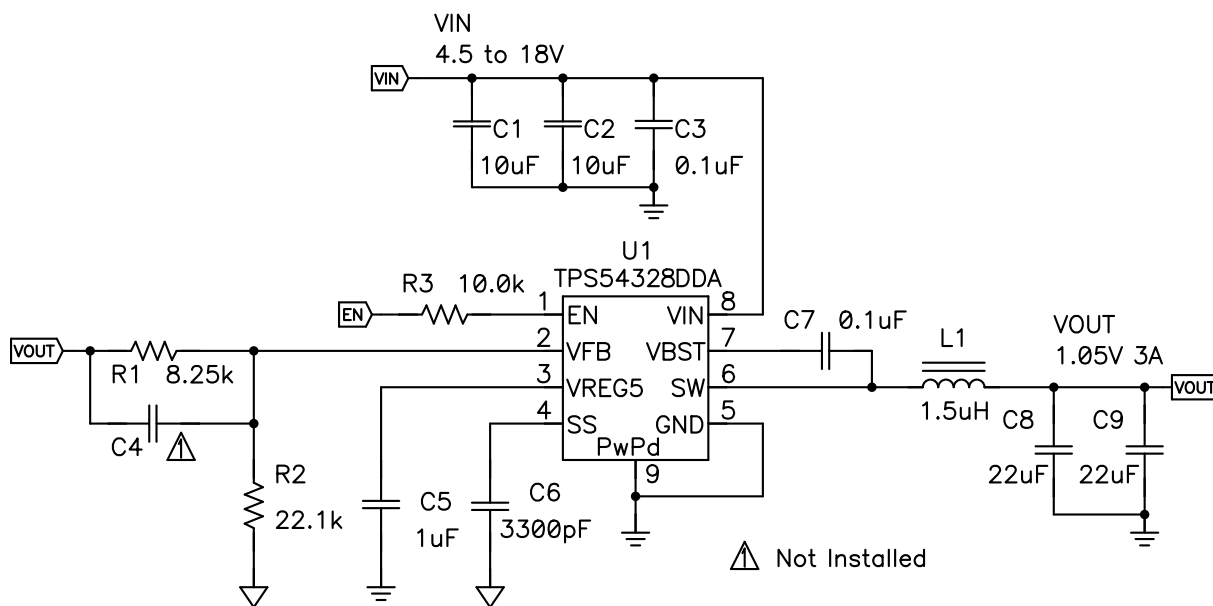 VIN
4.5 to 18V
VIN
C1
C2
C3
10uF
10uF
0.1uF
U1
TPS54328DDA
R3 10.0k
EN
1
EN
VIN
8
C7
0.1uF
VOUT
1.05V 3A
L1
VOUT
R1
8.25k
2
VFB
VBST
7
3
VREG5
SW
6
1.5uH
VOUT
4
SS
GND
5
C8
C9
C4
1
PwPd
9
22uF
22uF
R2
22.1k
C5
1uF
C6
3300pF
1 Not Installed